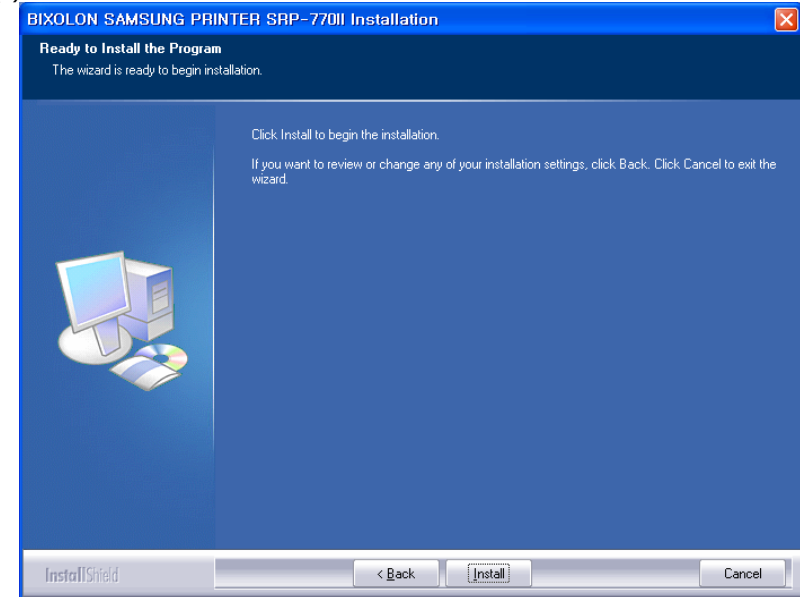 )
BIXOLON SAMSUNG PRINTER SRP-770II Installation
Ready to Install the Program
The wizard is ready to begin installation.
Click Install to begin the installation.
If you want to review or change any of your installation settings, click Back. Click Cancel to exit the
wizard.
InstallShield
< Back
Install
Cancel